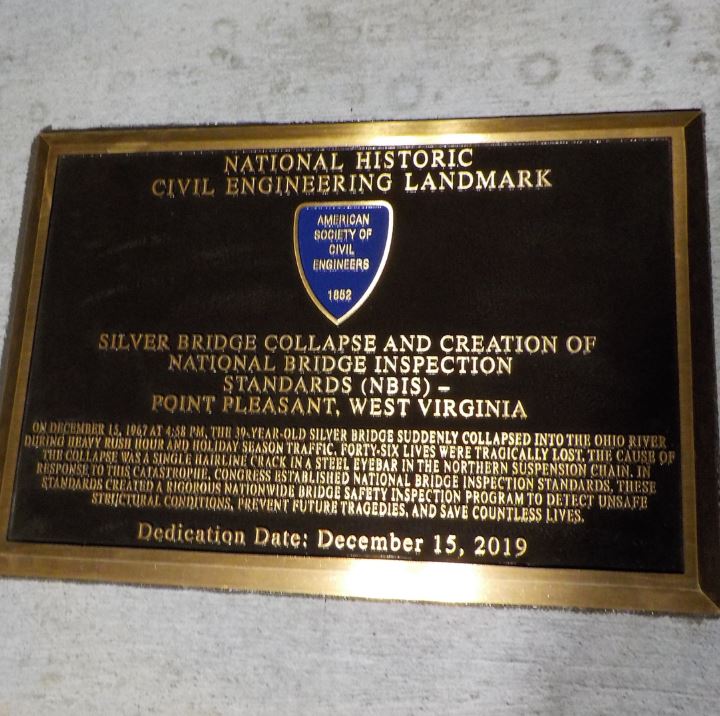 NATIONAL HISTORIC
CIVIL ENGINEERING LANDMARK
AMERICAN
SOCIETY OF
CIVIL
ENGINEERS
1852
SILVER BRIDGE COLLAPSE AND CREATION OF
NATIONAL BRIDGE INSPECTION
STANDARDS (NBIS) –
POINT PLEASANT, WEST VIRGINIA
ON DECEMBER 15, 1967 AT 4:58 PM, THE 39-YEAR-OLD SILVER BRIDGE SUDDENLY COLLAPSED INTO THE OHIO RIVER
DURING HEAVY RUSH HOUR AND HOLIDAY SEASON TRAFFIC. FORTY-SIX LIVES WERE TRAGICALLY LOST. THE CAUSE OF
THE COLLAPSE WAS A SINGLE HAIRLINE CRACK IN A STEEL EYEBAR IN THE NORTHERN SUSPENSION CHAIN. IN
RESPONSE TO THIS CATASTROPHE, CONGRESS ESTABLISHED NATIONAL BRIDGE INSPECTION STANDARDS. THESE
STANDARDS CREATED A RIGOROUS NATIONWIDE BRIDGE SAFETY INSPECTION PROGRAM TO DETECT UNSAFE
STRUCTURAL CONDITIONS, PREVENT FUTURE TRAGEDIES, AND SAVE COUNTLESS LIVES.
Dedication Date: December 15, 2019